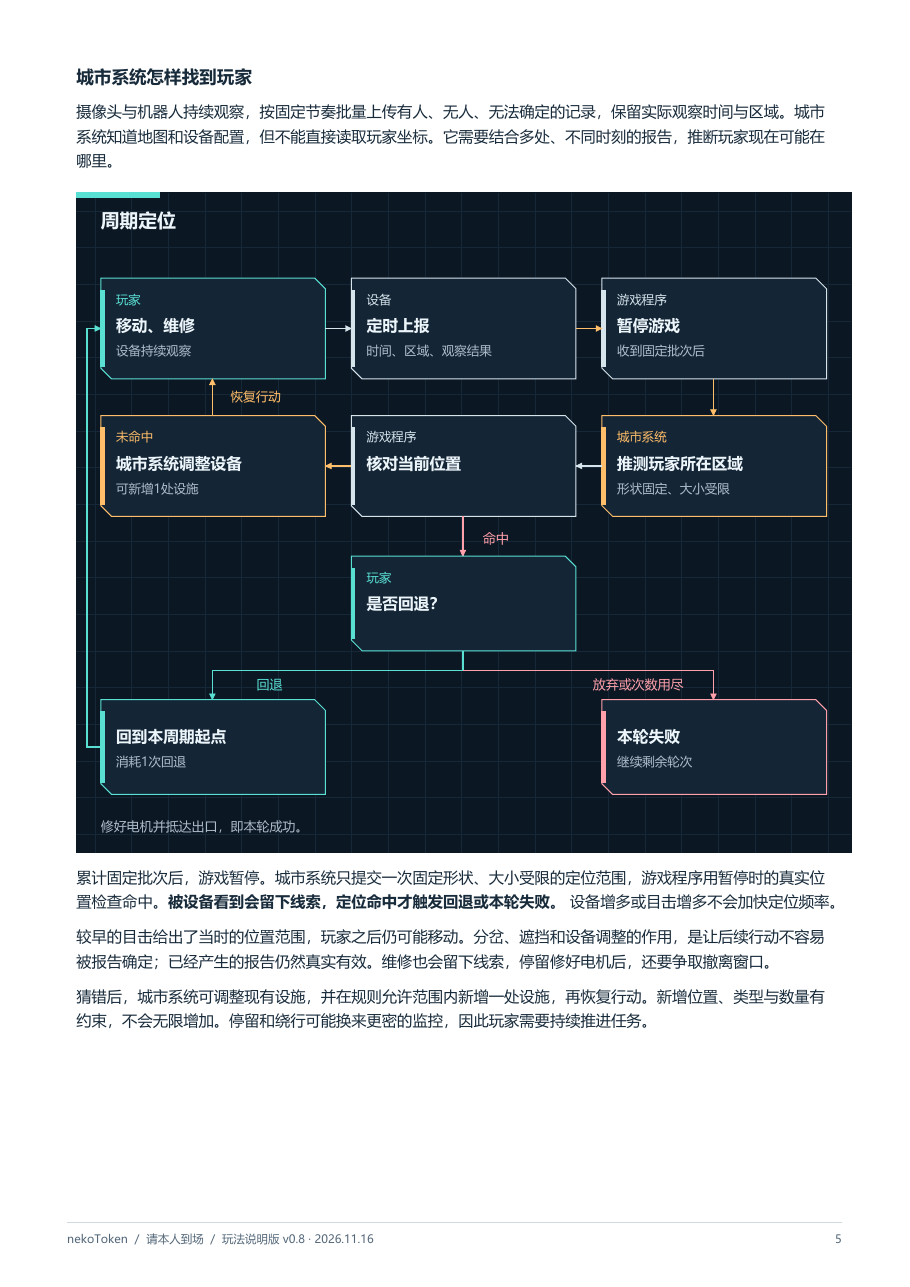 城市系统怎样找到玩家
摄像头与机器人持续观察，按固定节奏批量上传有人、无人、无法确定的记录，保留实际观察时间与区域。城市
系统知道地图和设备配置，但不能直接读取玩家坐标。它需要结合多处、不同时刻的报告，推断玩家现在可能在
哪里。
周期定位
玩家
移动、维修
设备持续观察
设备
定时上报
时间、区域、观察结果
游戏程序
暂停游戏
收到固定批次后
恢复行动
未命中
城市系统调整设备
可新增1处设施
游戏程序
核对当前位置
城市系统
推测玩家所在区域
形状固定、大小受限
命中
玩家
是否回退？
回退
放弃或次数用尽
回到本周期起点
消耗1次回退
本轮失败
继续剩余轮次
修好电机并抵达出口，即本轮成功。
累计固定批次后，游戏暂停。城市系统只提交一次固定形状、大小受限的定位范围，游戏程序用暂停时的真实位
置检查命中。被设备看到会留下线索，定位命中才触发回退或本轮失败。 设备增多或目击增多不会加快定位频率。
较早的目击给出了当时的位置范围，玩家之后仍可能移动。分岔、遮挡和设备调整的作用，是让后续行动不容易
被报告确定；已经产生的报告仍然真实有效。维修也会留下线索，停留修好电机后，还要争取撤离窗口。
猜错后，城市系统可调整现有设施，并在规则允许范围内新增一处设施，再恢复行动。新增位置、类型与数量有
约束，不会无限增加。停留和绕行可能换来更密的监控，因此玩家需要持续推进任务。
nekoToken / 请本人到场 / 玩法说明版 v0.8 · 2026.11.16
5